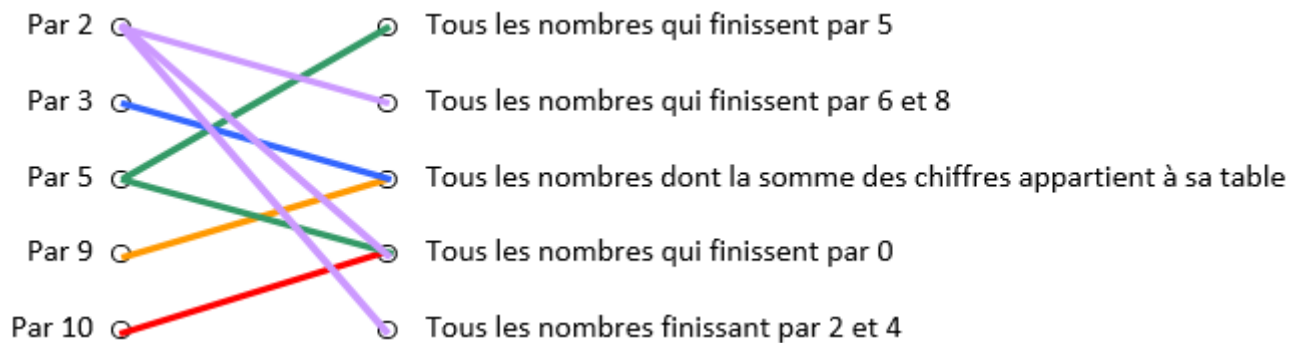 Par 2 Tous les nombres qui finissent par 5
Par 3 Tous les nombres qui finissent par 6 et 8
Par 5 Tous les nombres dont la somme des chiffres appartient à sa table
Par 9 Tous les nombres qui finissent par 0
Par 10 Tous les nombres finissant par 2 et 4